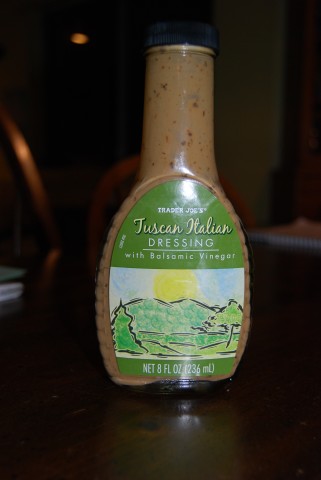 TRADER JOE'S
Tuscan Italian
DRESSING
with Balsamic Vinegar
NET 8 FL OZ (236 mL)